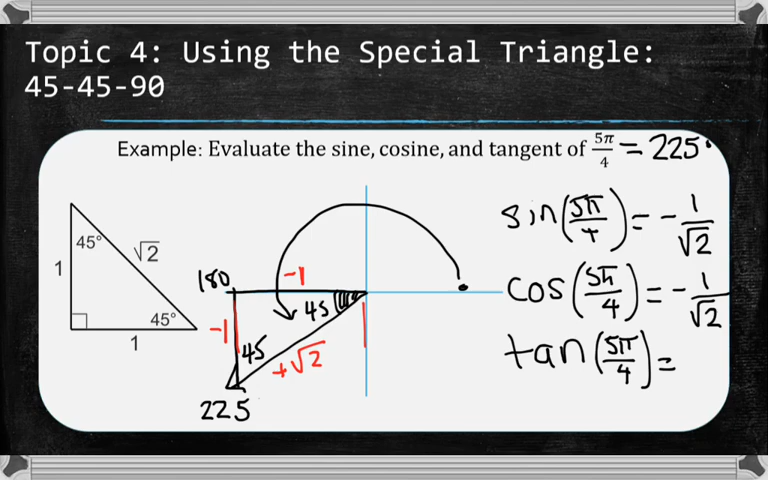 Topic 4: Using the Special Triangle:
45-45-90
Example: Evaluate the sine, cosine, and tangent of 5π/4 = 225°
sin(5π/4) = -1/√2
cos(5π/4) = -1/√2
tan(5π/4) =
45°
√2
1
45°
1
180
-1
45
-1
45
+√2
225